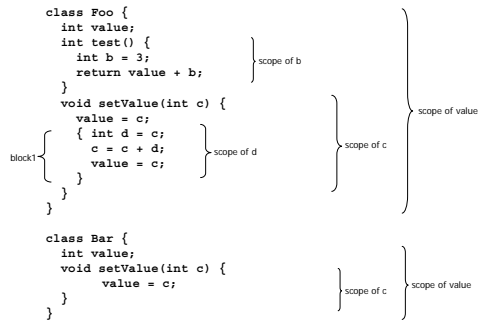 class Foo {
int value;
int test() {
int b = 3;
scope of b
return value + b;
}
void setValue(int c) {
scope of value
value = c;
{ int d = c;
scope of c
block1
c = c + d;
scope of d
value = c;
}
}
}
class Bar {
int value;
void setValue(int c) {
value = c;
scope of c
scope of value
}
}